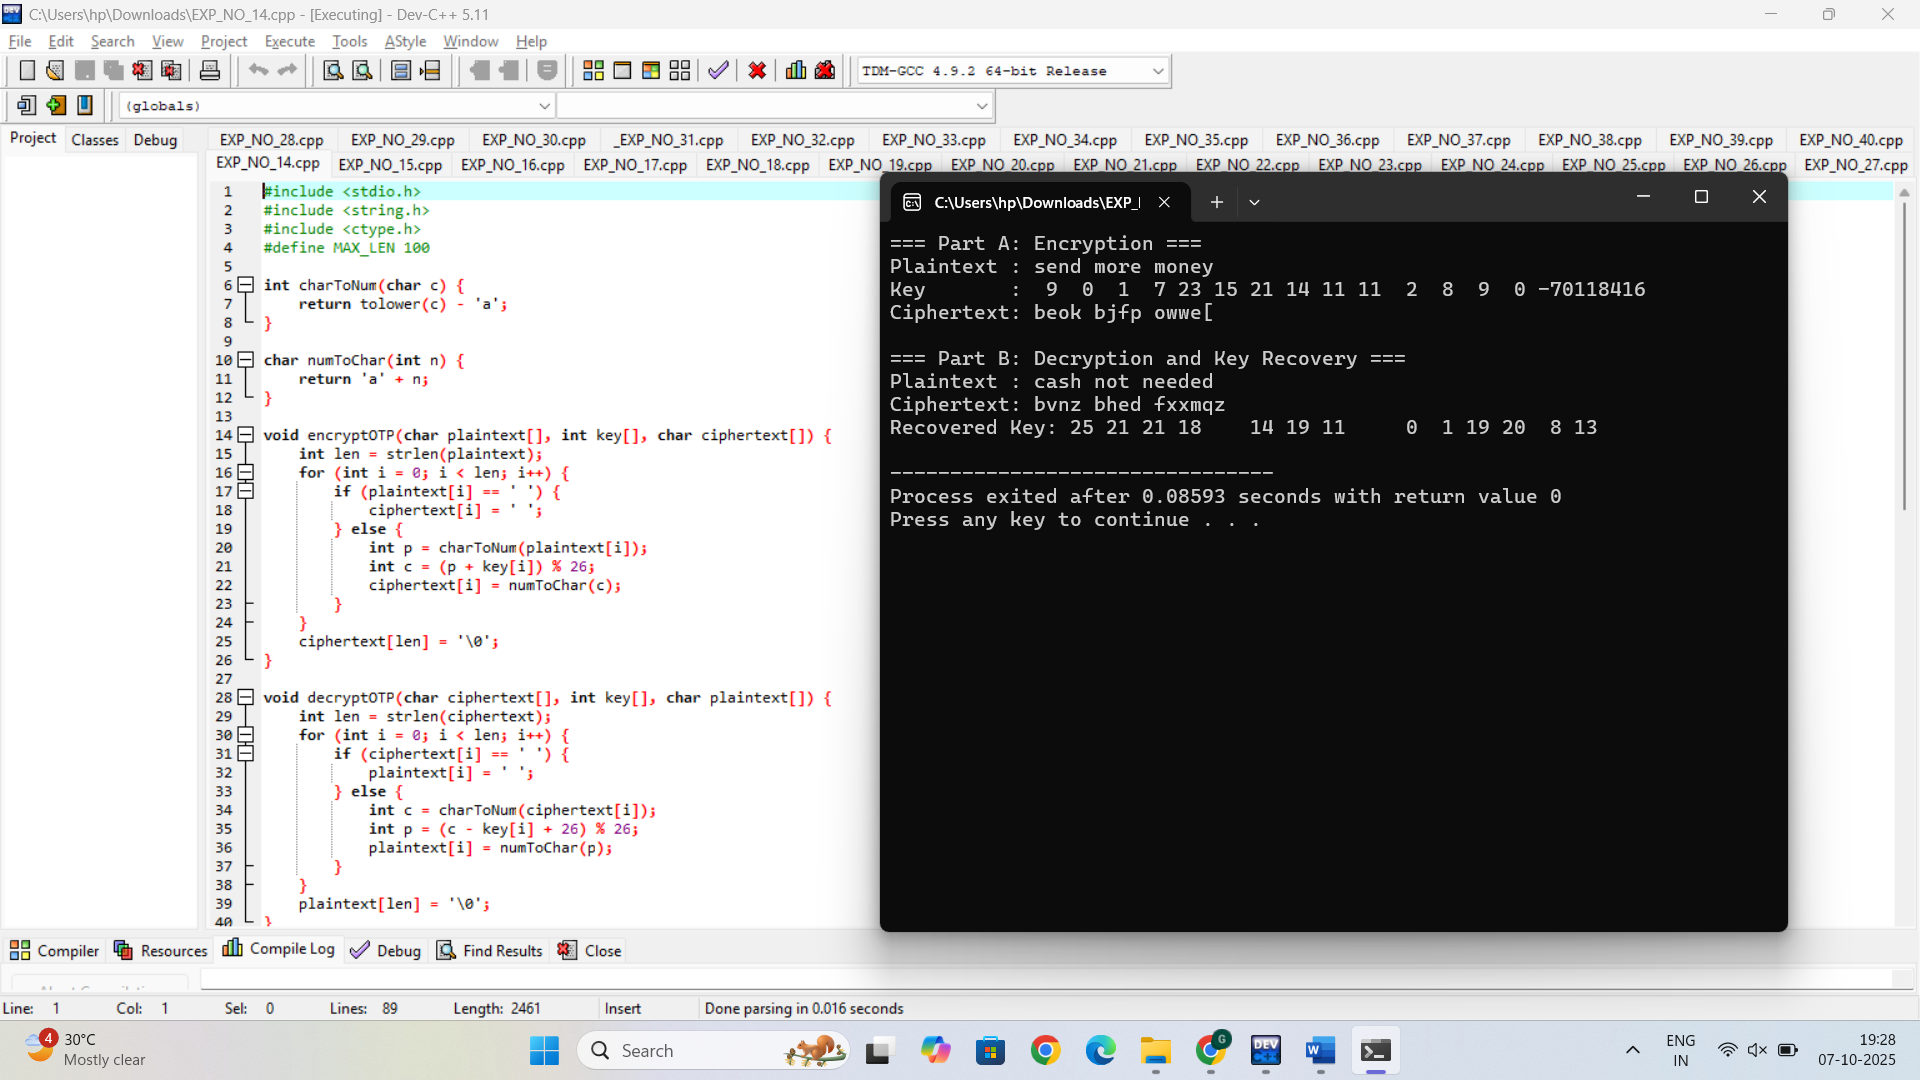 C:\Users\hp\Downloads\EXP_NO_14.cpp - [Executing] - Dev-C++ 5.11
File Edit Search View Project Execute Tools AStyle Window Help
TDM-GCC 4.9.2 64-bit Release
(globals)
Project Classes Debug
EXP_NO_28.cpp EXP_NO_29.cpp EXP_NO_30.cpp _EXP_NO_31.cpp EXP_NO_32.cpp EXP_NO_33.cpp EXP_NO_34.cpp EXP_NO_35.cpp EXP_NO_36.cpp EXP_NO_37.cpp EXP_NO_38.cpp EXP_NO_39.cpp EXP_NO_40.cpp
EXP_NO_14.cpp EXP_NO_15.cpp EXP_NO_16.cpp EXP_NO_17.cpp EXP_NO_18.cpp EXP_NO_19.cpp EXP_NO_20.cpp EXP_NO_21.cpp EXP_NO_22.cpp EXP_NO_23.cpp EXP_NO_24.cpp EXP_NO_25.cpp EXP_NO_26.cpp EXP_NO_27.cpp
1 #include <stdio.h>
2 #include <string.h>
3 #include <ctype.h>
4 #define MAX_LEN 100
5
6 int charToNum(char c) {
7 return tolower(c) - 'a';
8 }
9
10 char numToChar(int n) {
11 return 'a' + n;
12 }
13
14 void encryptOTP(char plaintext[], int key[], char ciphertext[]) {
15 int len = strlen(plaintext);
16 for (int i = 0; i < len; i++) {
17 if (plaintext[i] == ' ') {
18 ciphertext[i] = ' ';
19 } else {
20 int p = charToNum(plaintext[i]);
21 int c = (p + key[i]) % 26;
22 ciphertext[i] = numToChar(c);
23 }
24 }
25 ciphertext[len] = '\0';
26 }
27
28 void decryptOTP(char ciphertext[], int key[], char plaintext[]) {
29 int len = strlen(ciphertext);
30 for (int i = 0; i < len; i++) {
31 if (ciphertext[i] == ' ') {
32 plaintext[i] = ' ';
33 } else {
34 int c = charToNum(ciphertext[i]);
35 int p = (c - key[i] + 26) % 26;
36 plaintext[i] = numToChar(p);
37 }
38 }
39 plaintext[len] = '\0';
40 }
C:\Users\hp\Downloads\EXP_
=== Part A: Encryption ===
Plaintext : send more money
Key : 9 0 1 7 23 15 21 14 11 11 2 8 9 0 -70118416
Ciphertext: beok bjfp owwe[
=== Part B: Decryption and Key Recovery ===
Plaintext : cash not needed
Ciphertext: bvnz bhed fxxmqz
Recovered Key: 25 21 21 18 14 19 11 0 1 19 20 8 13
--------------------------------
Process exited after 0.08593 seconds with return value 0
Press any key to continue . . .
Compiler Resources Compile Log Debug Find Results Close
Line: 1 Col: 1 Sel: 0 Lines: 89 Length: 2461 Insert Done parsing in 0.016 seconds
4
30°C
Mostly clear
Search
ENG
IN
19:28
07-10-2025